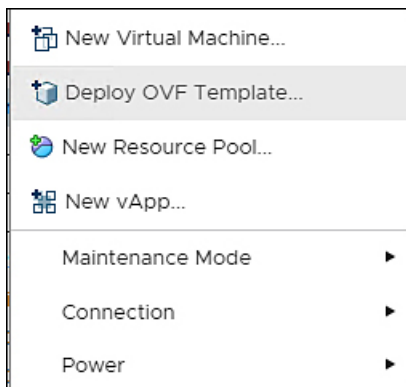 New Virtual Machine...
Deploy OVF Template...
New Resource Pool...
New vApp...
Maintenance Mode
Connection
Power